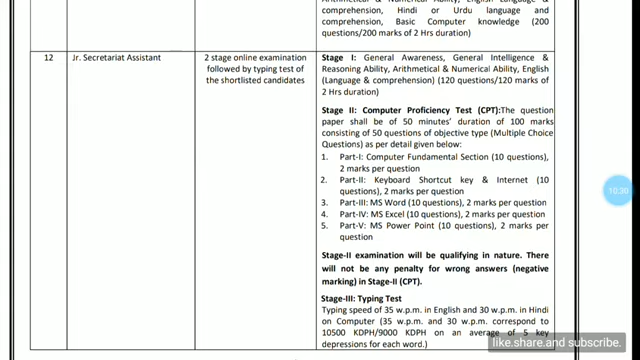 comprehension, Hindi or Urdu language and
comprehension, Basic Computer knowledge (200
questions/200 marks of 2 Hrs duration)
12 Jr. Secretariat Assistant 2 stage online examination
followed by typing test of
the shortlisted candidates
Stage I: General Awareness, General Intelligence &
Reasoning Ability, Arithmetical & Numerical Ability, English
(Language & comprehension) (120 questions/120 marks of
2 Hrs duration)
Stage II: Computer Proficiency Test (CPT):The question
paper shall be of 50 minutes' duration of 100 marks
consisting of 50 questions of objective type (Multiple Choice
Questions) as per detail given below:
1. Part-I: Computer Fundamental Section (10 questions),
2 marks per question
2. Part-II: Keyboard Shortcut key & Internet (10
questions), 2 marks per question
3. Part-III: MS Word (10 questions), 2 marks per question
4. Part-IV: MS Excel (10 questions), 2 marks per question
5. Part-V: MS Power Point (10 questions), 2 marks per
question
Stage-II examination will be qualifying in nature. There
will not be any penalty for wrong answers (negative
marking) in Stage-II (CPT).
Stage-III: Typing Test
Typing speed of 35 w.p.m. in English and 30 w.p.m. in Hindi
on Computer (35 w.p.m. and 30 w.p.m. correspond to
10500 KDPH/9000 KDPH on an average of 5 key
depressions for each word.)
like.share.and subscribe.